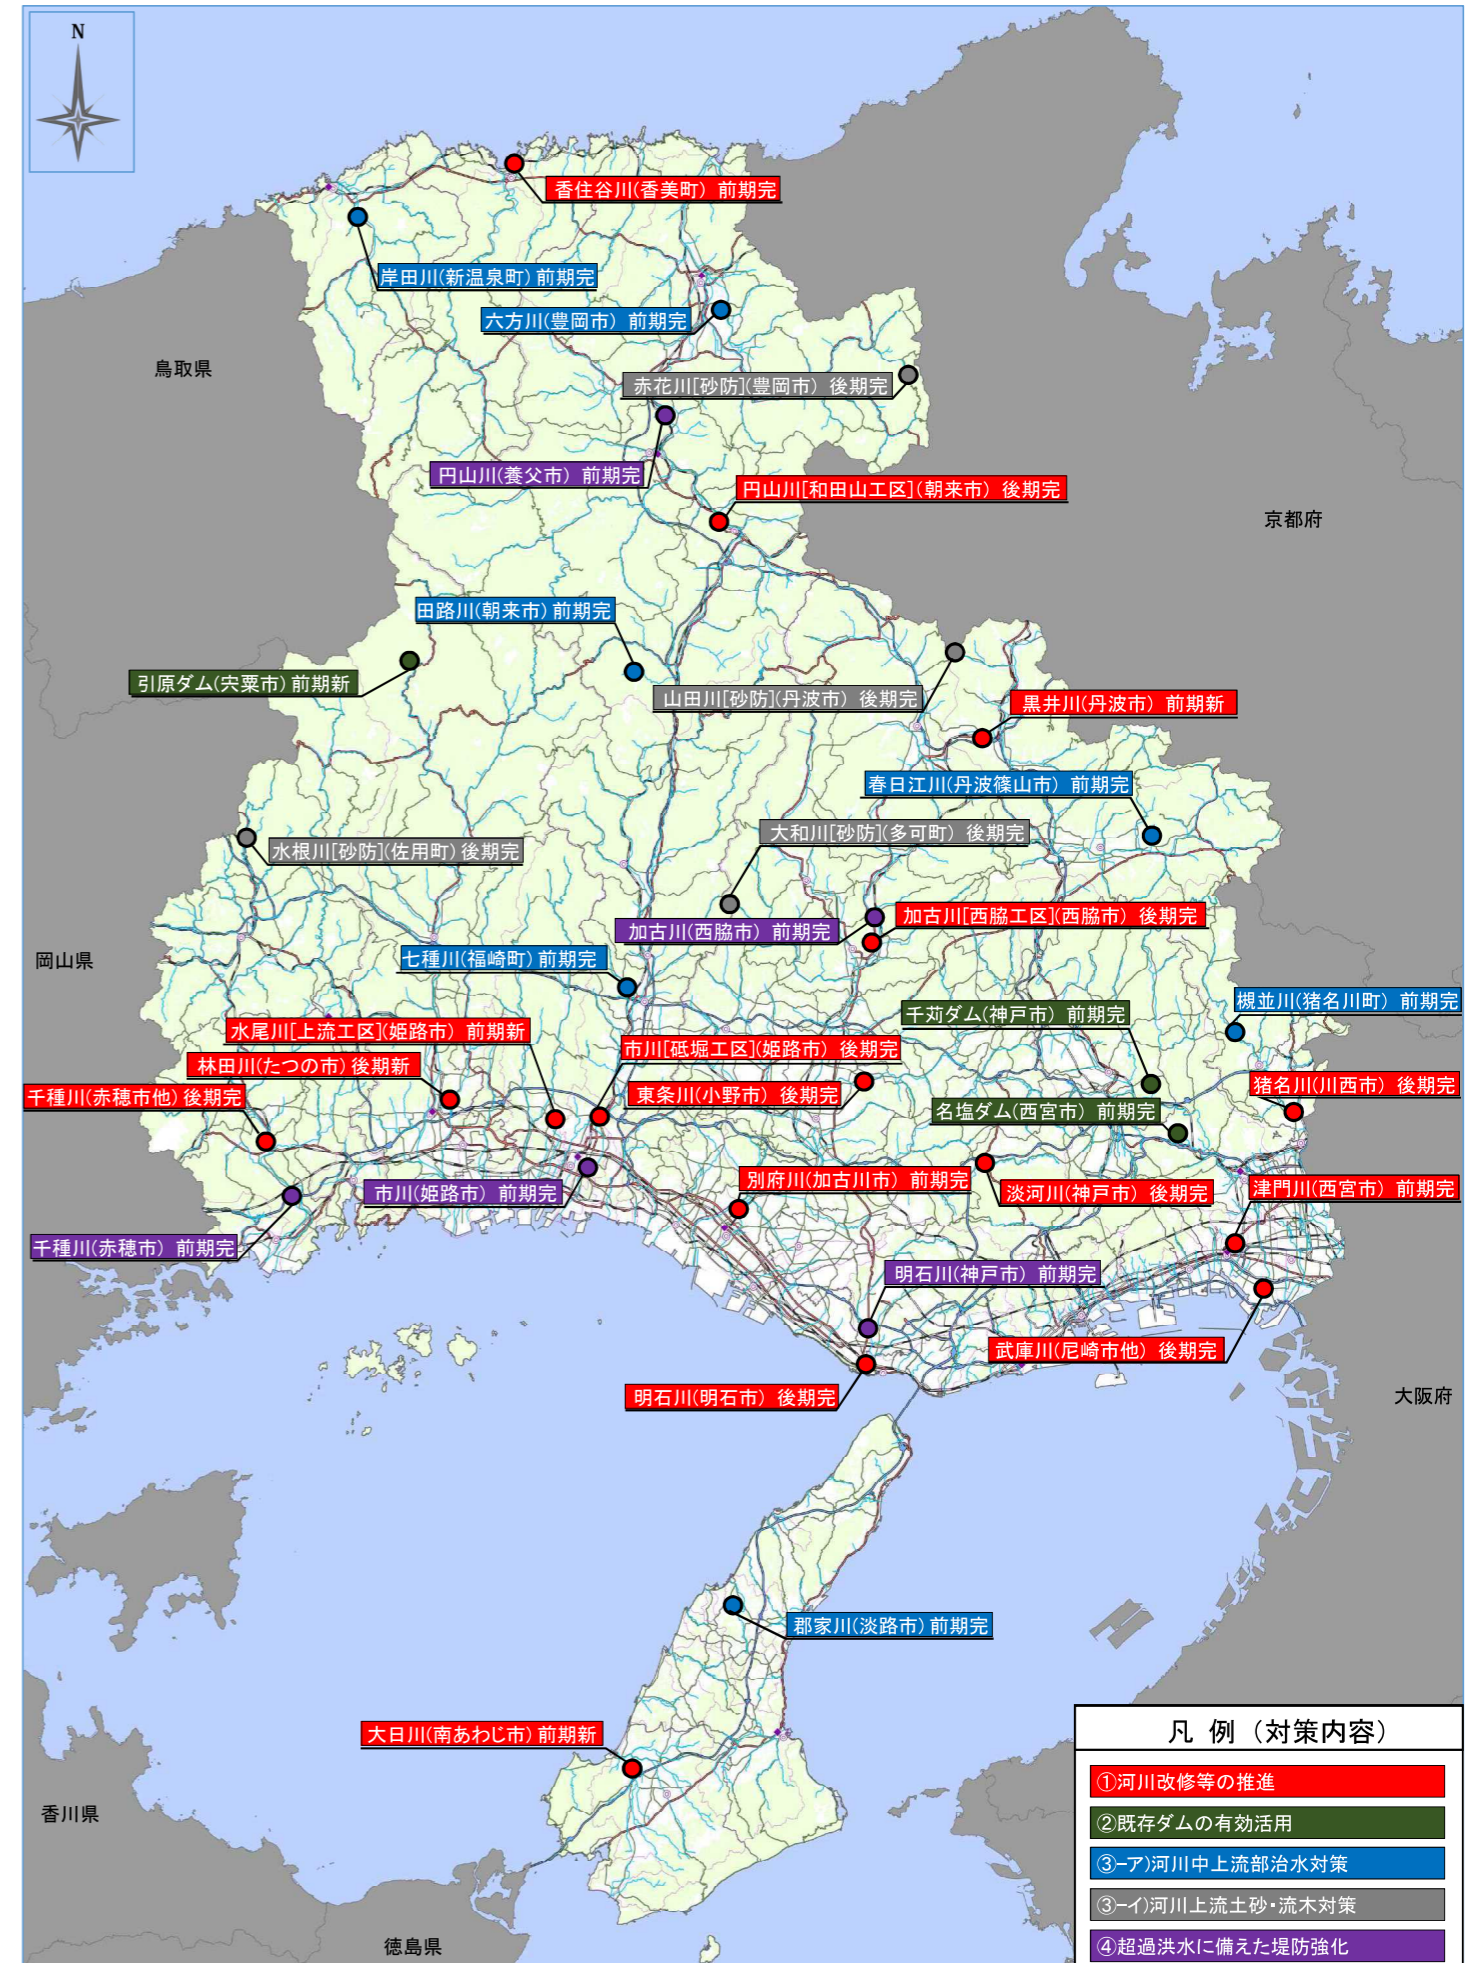 N
香住谷川(香美町) 前期完
岸田川(新温泉町)前期完
六方川(豊岡市) 前期完
鳥取県
赤花川[砂防](豊岡市) 後期完
円山川(養父市) 前期完
円山川[和田山工区](朝来市) 後期完
京都府
田路川(朝来市)前期完
引原ダム(宍粟市)前期新
山田川[砂防](丹波市) 後期完
黒井川(丹波市) 前期新
春日江川(丹波篠山市) 前期完
大和川[砂防](多可町) 後期完
水根川[砂防](佐用町)後期完
加古川[西脇工区](西脇市) 後期完
加古川(西脇市) 前期完
岡山県
七種川(福崎町)前期完
槻並川(猪名川町) 前期完
千苅ダム(神戸市) 前期完
水尾川[上流工区](姫路市) 前期新
市川[砥堀工区](姫路市) 後期完
林田川(たつの市)後期新
猪名川(川西市) 後期完
東条川(小野市) 後期完
千種川(赤穂市他)後期完
名塩ダム(西宮市) 前期完
別府川(加古川市) 前期完
市川(姫路市) 前期完
淡河川(神戸市) 後期完
津門川(西宮市) 前期完
千種川(赤穂市) 前期完
明石川(神戸市) 前期完
武庫川(尼崎市他) 後期完
明石川(明石市) 後期完
大阪府
郡家川(淡路市)前期完
大日川(南あわじ市)前期新
香川県
徳島県
凡 例 (対策内容)
①河川改修等の推進
②既存ダムの有効活用
③-ア)河川中上流部治水対策
③-イ)河川上流土砂・流木対策
④超過洪水に備えた堤防強化